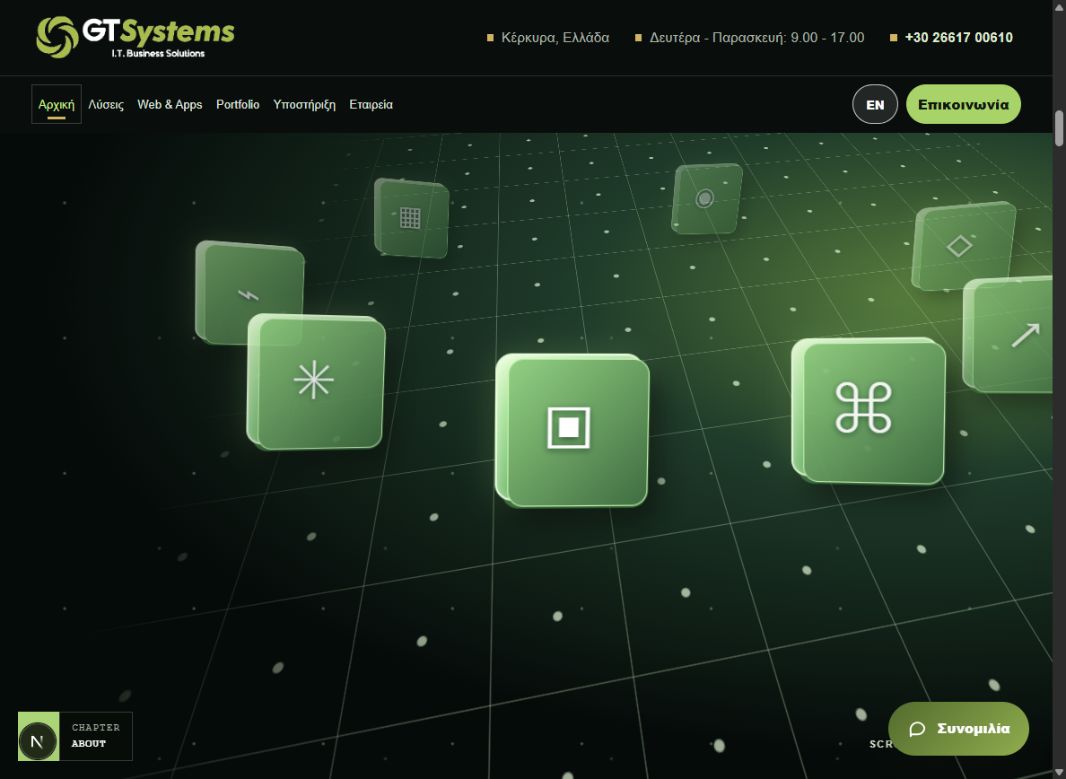 GTSystems
I.T. Business Solutions
Κέρκυρα, Ελλάδα
Δευτέρα - Παρασκευή: 9.00 - 17.00
+30 26617 00610
Αρχική
Λύσεις
Web & Apps
Portfolio
Υποστήριξη
Εταιρεία
EN
Επικοινωνία
N
CHAPTER
ABOUT
SCR
Συνομιλία